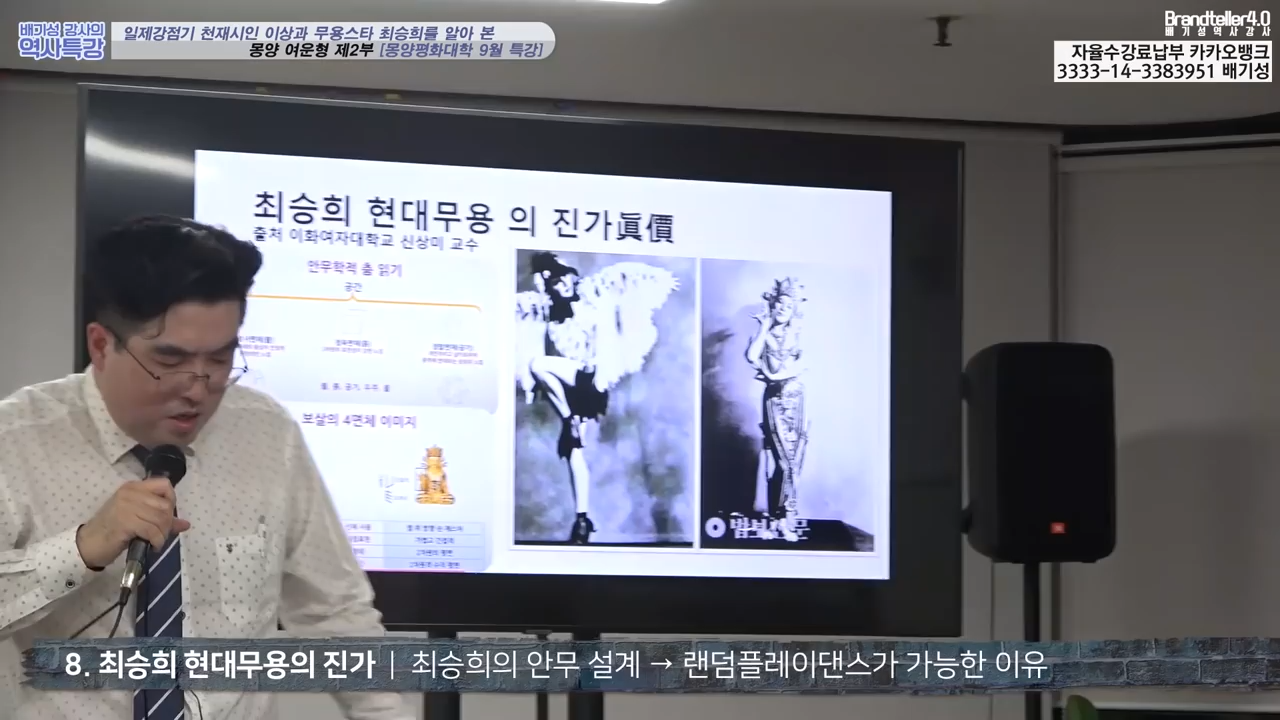 배기성 강사의
역사특강
일제강점기 천재시인 이상과 무용스타 최승희를 알아 본
몽양 여운형 제2부 [몽양평화대학 9월 특강]
Brandteller4.0
배기성역사강사
자율수강료납부 카카오뱅크
3333-14-3383951 배기성
최승희 현대무용 의 진가眞價
출처 이화여자대학교 신상미 교수
안무학적 춤 읽기
공간
물, 흙, 공기, 우주, 불
보살의 4면체 이미지
8. 최승희 현대무용의 진가 | 최승희의 안무 설계 → 랜덤플레이댄스가 가능한 이유